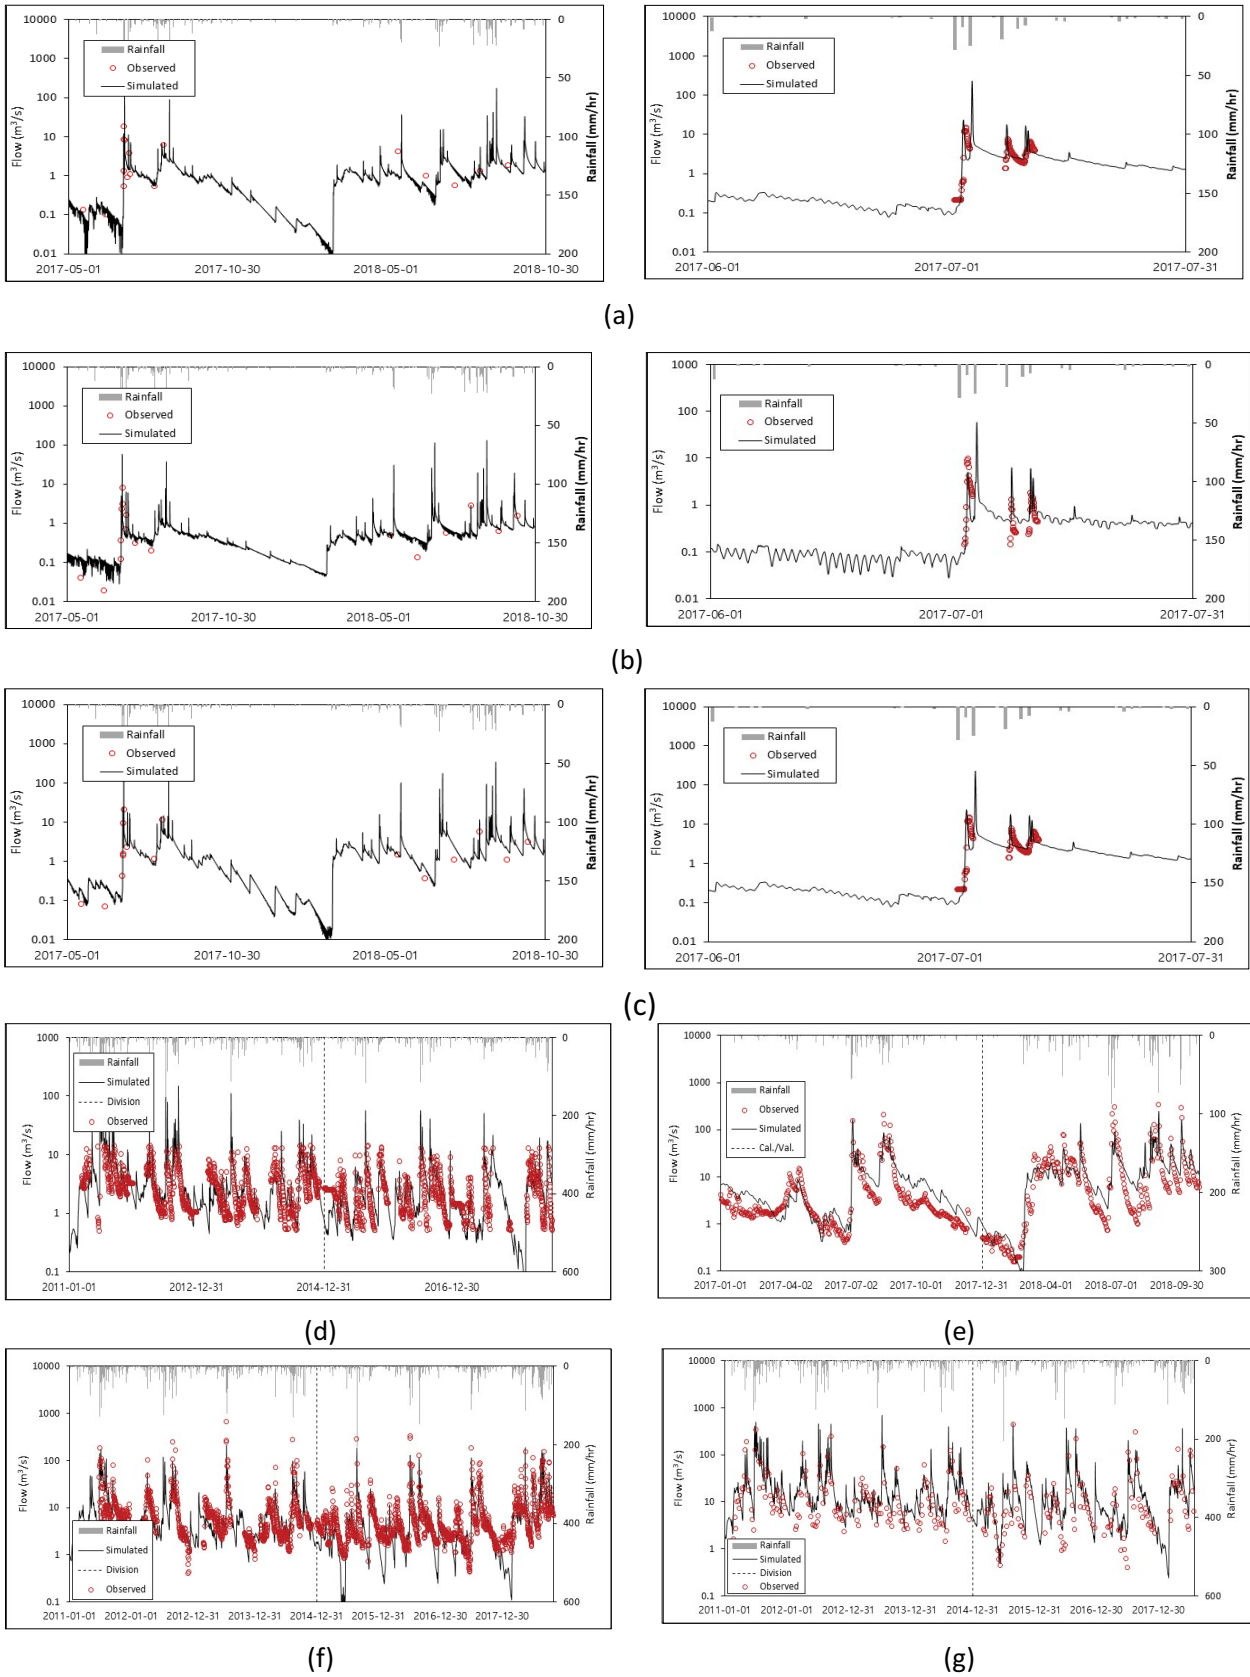 10000
1000
100
10
1
0.1
0.01
Flow (m³/s)
Rainfall
Observed
Simulated
0
50
100
150
200
Rainfall (mm/hr)
2017-05-01
2017-10-30
2018-05-01
2018-10-30
10000
1000
100
10
1
0.1
0.01
Flow (m³/s)
Rainfall
Observed
Simulated
0
50
100
150
200
Rainfall (mm/hr)
2017-06-01
2017-07-01
2017-07-31
(a)
10000
1000
100
10
1
0.1
0.01
Flow (m³/s)
Rainfall
Observed
Simulated
0
50
100
150
200
Rainfall (mm/hr)
2017-05-01
2017-10-30
2018-05-01
2018-10-30
1000
100
10
1
0.1
0.01
Flow (m³/s)
Rainfall
Observed
Simulated
0
50
100
150
200
Rainfall (mm/hr)
2017-06-01
2017-07-01
2017-07-31
(b)
10000
1000
100
10
1
0.1
0.01
Flow (m³/s)
Rainfall
Observed
Simulated
0
50
100
150
200
Rainfall (mm/hr)
2017-05-01
2017-10-30
2018-05-01
2018-10-30
10000
1000
100
10
1
0.1
0.01
Flow (m³/s)
Rainfall
Observed
Simulated
0
50
100
150
200
Rainfall (mm/hr)
2017-06-01
2017-07-01
2017-07-31
(c)
1000
100
10
1
0.1
Flow (m³/s)
Rainfall
Simulated
Division
Observed
0
200
400
600
Rainfall (mm/hr)
2011-01-01
2012-12-31
2014-12-31
2016-12-30
10000
1000
100
10
1
0.1
Flow (m³/s)
Rainfall
Observed
Simulated
Cal./Val.
0
100
200
300
Rainfall (mm/hr)
2017-01-01
2017-04-02
2017-07-02
2017-10-01
2017-12-31
2018-04-01
2018-07-01
2018-09-30
(d)
(e)
10000
1000
100
10
1
0.1
Flow (m³/s)
Rainfall
Simulated
Division
Observed
0
200
400
600
Rainfall (mm/hr)
2011-01-01
2012-01-01
2012-12-31
2013-12-31
2014-12-31
2015-12-31
2016-12-30
2017-12-30
10000
1000
100
10
1
0.1
Flow (m³/s)
Rainfall
Simulated
Division
Observed
0
200
400
600
Rainfall (mm/hr)
2011-01-01
2012-01-01
2012-12-31
2013-12-31
2014-12-31
2015-12-31
2016-12-30
2017-12-30
(f)
(g)